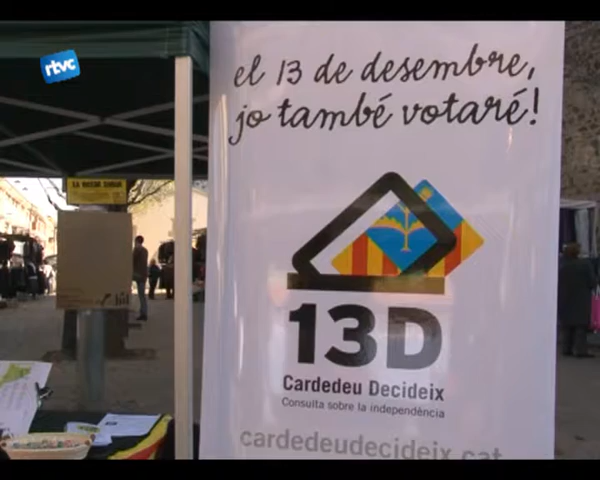 rtvc
el 13 de desembre,
jo també votaré!
13D
Cardedeu Decideix
Consulta sobre la independència
cardedeudecideix.cat